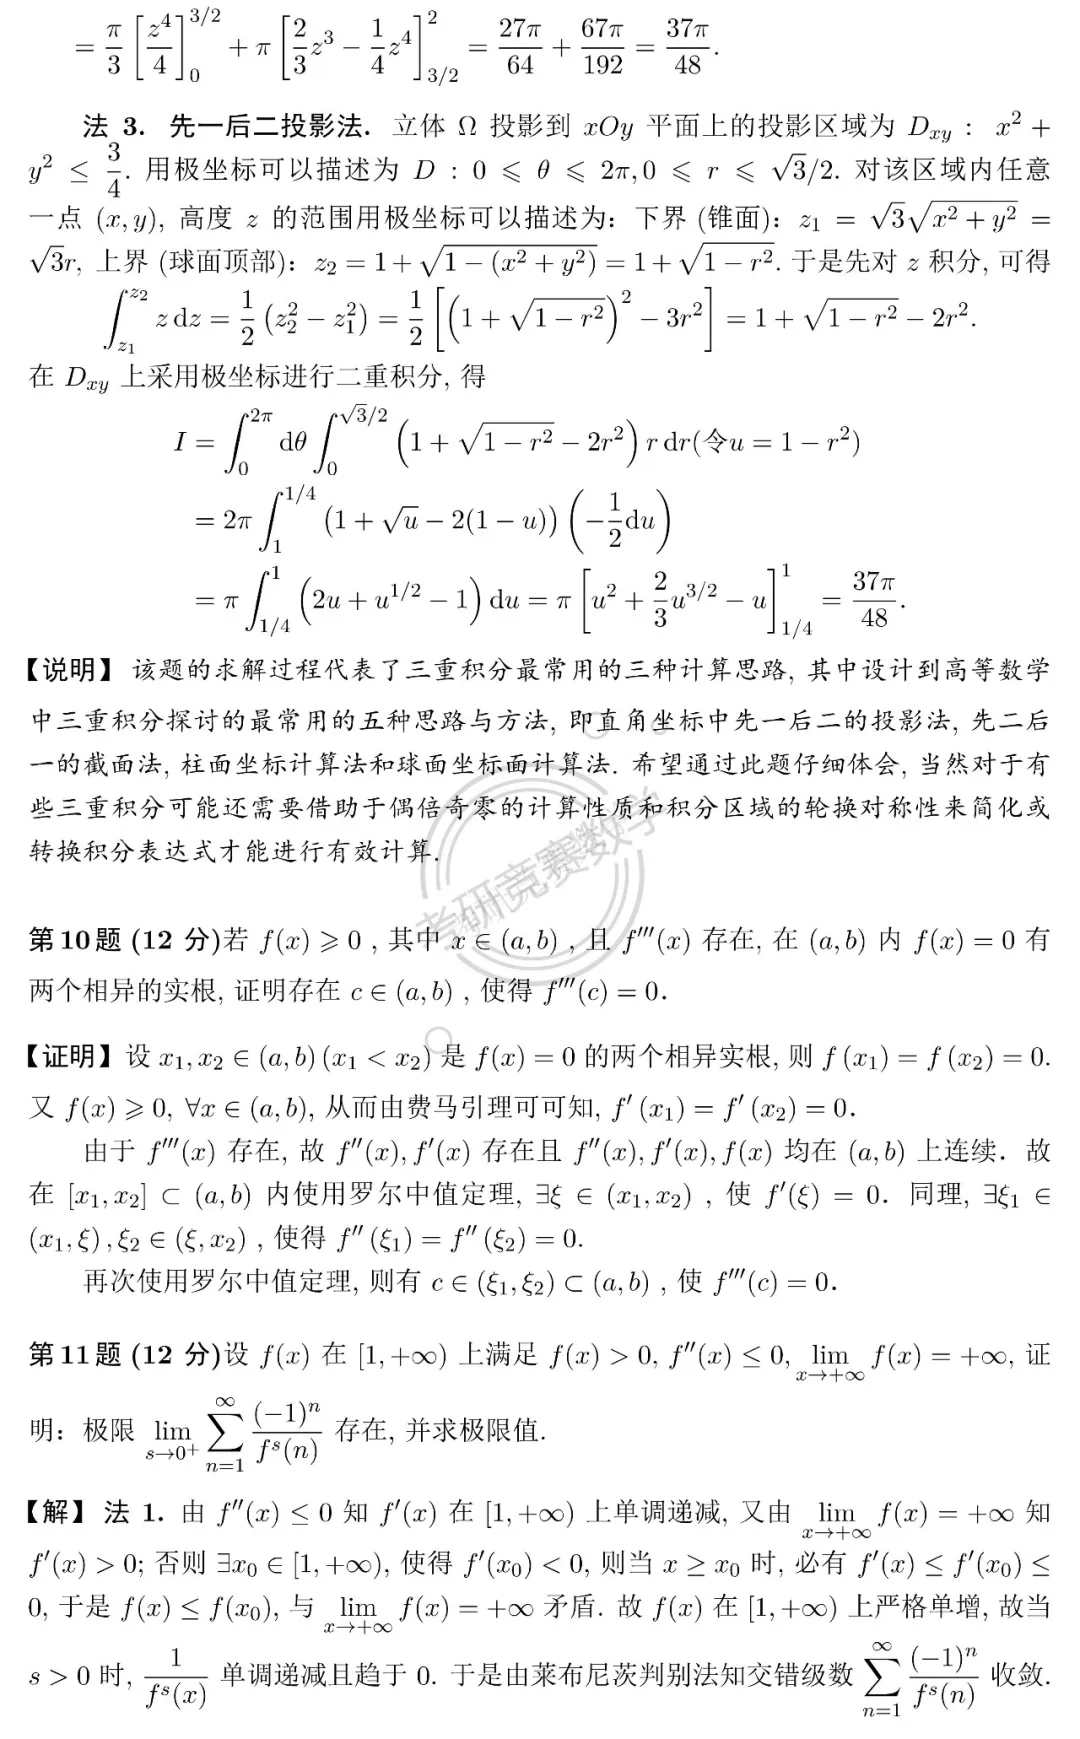 = π/3 [z⁴/4]₀^{3/2} + π [2/3 z³ − 1/4 z⁴]_{3/2}^{2} = 27π/64 + 67π/192 = 37π/48.
法 3. 先一后二投影法. 立体 Ω 投影到 xOy 平面上的投影区域为 D_{xy} : x² +
y² ≤ 3/4. 用极坐标可以描述为 D : 0 ⩽ θ ⩽ 2π, 0 ⩽ r ⩽ √3/2. 对该区域内任意
一点 (x, y), 高度 z 的范围用极坐标可以描述为: 下界 (锥面): z₁ = √3√(x² + y²) =
√3r, 上界 (球面顶部): z₂ = 1 + √(1 − (x² + y²)) = 1 + √(1 − r²). 于是先对 z 积分, 可得
∫_{z₁}^{z₂} z dz = 1/2 (z₂² − z₁²) = 1/2 [(1 + √(1 − r²))² − 3r²] = 1 + √(1 − r²) − 2r².
在 D_{xy} 上采用极坐标进行二重积分, 得
I = ∫₀^{2π} dθ ∫₀^{√3/2} (1 + √(1 − r²) − 2r²) r dr(令u = 1 − r²)
= 2π ∫₁^{1/4} (1 + √u − 2(1 − u)) (−1/2 du)
= π ∫_{1/4}^{1} (2u + u^{1/2} − 1) du = π [u² + 2/3 u^{3/2} − u]_{1/4}^{1} = 37π/48.
【说明】 该题的求解过程代表了三重积分最常用的三种计算思路, 其中设计到高等数学
中三重积分探讨的最常用的五种思路与方法, 即直角坐标中先一后二的投影法, 先二后
一的截面法, 柱面坐标计算法和球面坐标面计算法. 希望通过此题仔细体会, 当然对于有
些三重积分可能还需要借助于偶倍奇零的计算性质和积分区域的轮换对称性来简化或
转换积分表达式才能进行有效计算.
考研竞赛数学
第10题 (12 分)若 f(x) ⩾ 0 , 其中 x ∈ (a, b) , 且 f′′′(x) 存在, 在 (a, b) 内 f(x) = 0 有
两个相异的实根, 证明存在 c ∈ (a, b) , 使得 f′′′(c) = 0.
【证明】设 x₁, x₂ ∈ (a, b) (x₁ < x₂) 是 f(x) = 0 的两个相异实根, 则 f (x₁) = f (x₂) = 0.
又 f(x) ⩾ 0, ∀x ∈ (a, b), 从而由费马引理可可知, f′ (x₁) = f′ (x₂) = 0.
由于 f′′′(x) 存在, 故 f′′(x), f′(x) 存在且 f′′(x), f′(x), f(x) 均在 (a, b) 上连续. 故
在 [x₁, x₂] ⊂ (a, b) 内使用罗尔中值定理, ∃ξ ∈ (x₁, x₂) , 使 f′(ξ) = 0. 同理, ∃ξ₁ ∈
(x₁, ξ) , ξ₂ ∈ (ξ, x₂) , 使得 f′′ (ξ₁) = f′′ (ξ₂) = 0.
再次使用罗尔中值定理, 则有 c ∈ (ξ₁, ξ₂) ⊂ (a, b) , 使 f′′′(c) = 0.
第11题 (12 分)设 f(x) 在 [1, +∞) 上满足 f(x) > 0, f′′(x) ≤ 0, lim_{x→+∞} f(x) = +∞, 证
明: 极限 lim_{s→0⁺} ∑_{n=1}^{∞} (−1)ⁿ/fˢ(n) 存在, 并求极限值.
【解】 法 1. 由 f′′(x) ≤ 0 知 f′(x) 在 [1, +∞) 上单调递减, 又由 lim_{x→+∞} f(x) = +∞ 知
f′(x) > 0; 否则 ∃x₀ ∈ [1, +∞), 使得 f′(x₀) < 0, 则当 x ≥ x₀ 时, 必有 f′(x) ≤ f′(x₀) ≤
0, 于是 f(x) ≤ f(x₀), 与 lim_{x→+∞} f(x) = +∞ 矛盾. 故 f(x) 在 [1, +∞) 上严格单增, 故当
s > 0 时, 1/fˢ(x) 单调递减且趋于 0. 于是由莱布尼茨判别法知交错级数 ∑_{n=1}^{∞} (−1)ⁿ/fˢ(n) 收敛.